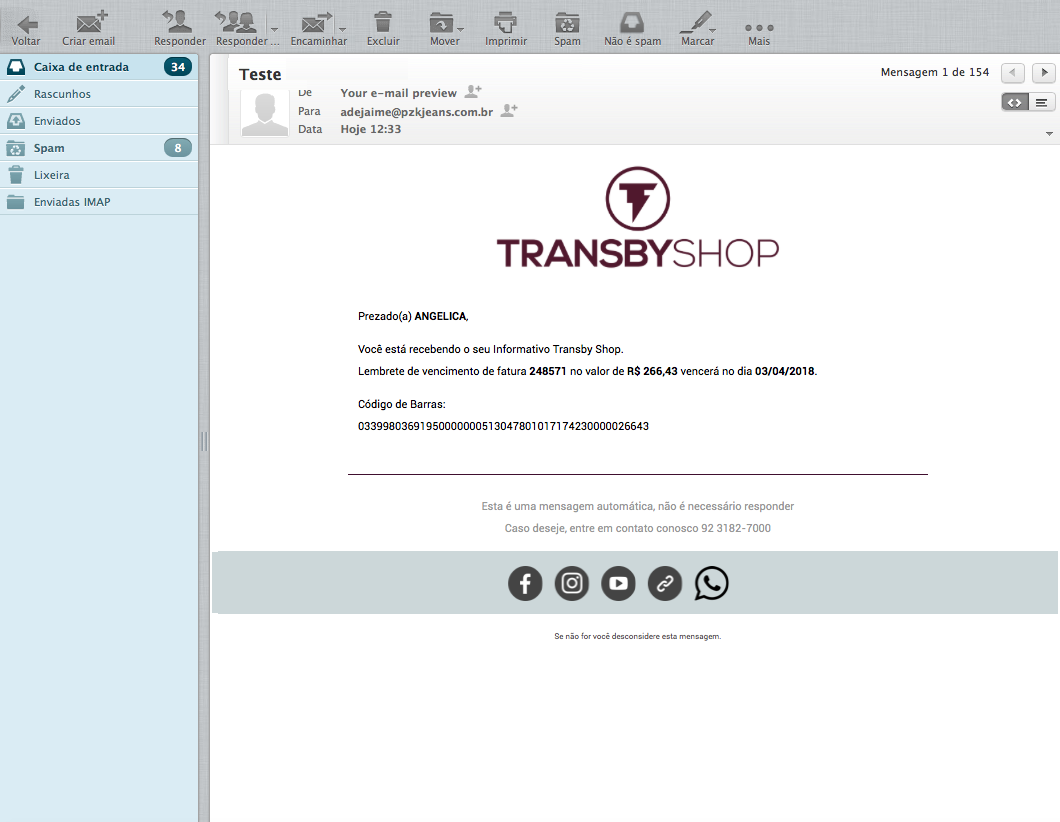 Voltar
Criar email
Responder
Responder ...
Encaminhar
Excluir
Mover
Imprimir
Spam
Não é spam
Marcar
Mais
Caixa de entrada 34
Rascunhos
Enviados
Spam 8
Lixeira
Enviadas IMAP
Teste
Mensagem 1 de 154
De Your e-mail preview
Para adejaime@pzkjeans.com.br
Data Hoje 12:33
TRANSBYSHOP
Prezado(a) ANGELICA,
Você está recebendo o seu Informativo Transby Shop.
Lembrete de vencimento de fatura 248571 no valor de R$ 266,43 vencerá no dia 03/04/2018.
Código de Barras:
03399803691950000000513047801017174230000026643
Esta é uma mensagem automática, não é necessário responder
Caso deseje, entre em contato conosco 92 3182-7000
Se não for você desconsidere esta mensagem.